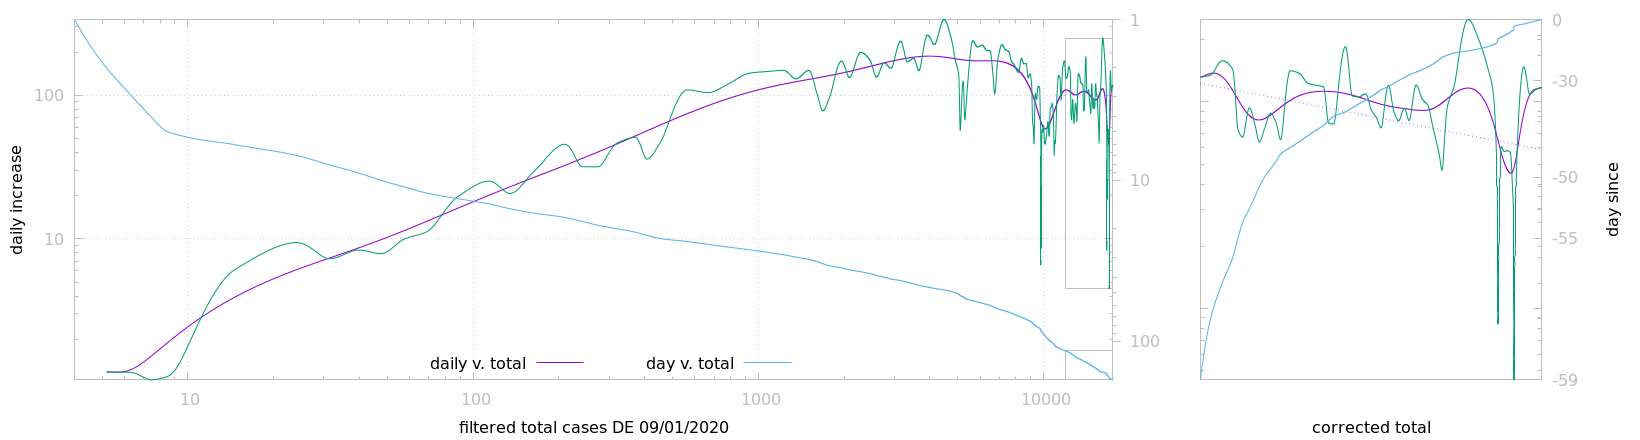 daily increase
100
10
daily v. total
day v. total
10
100
1000
10000
filtered total cases DE 09/01/2020
1
10
100
corrected total
0
-30
-50
-55
-59
day since